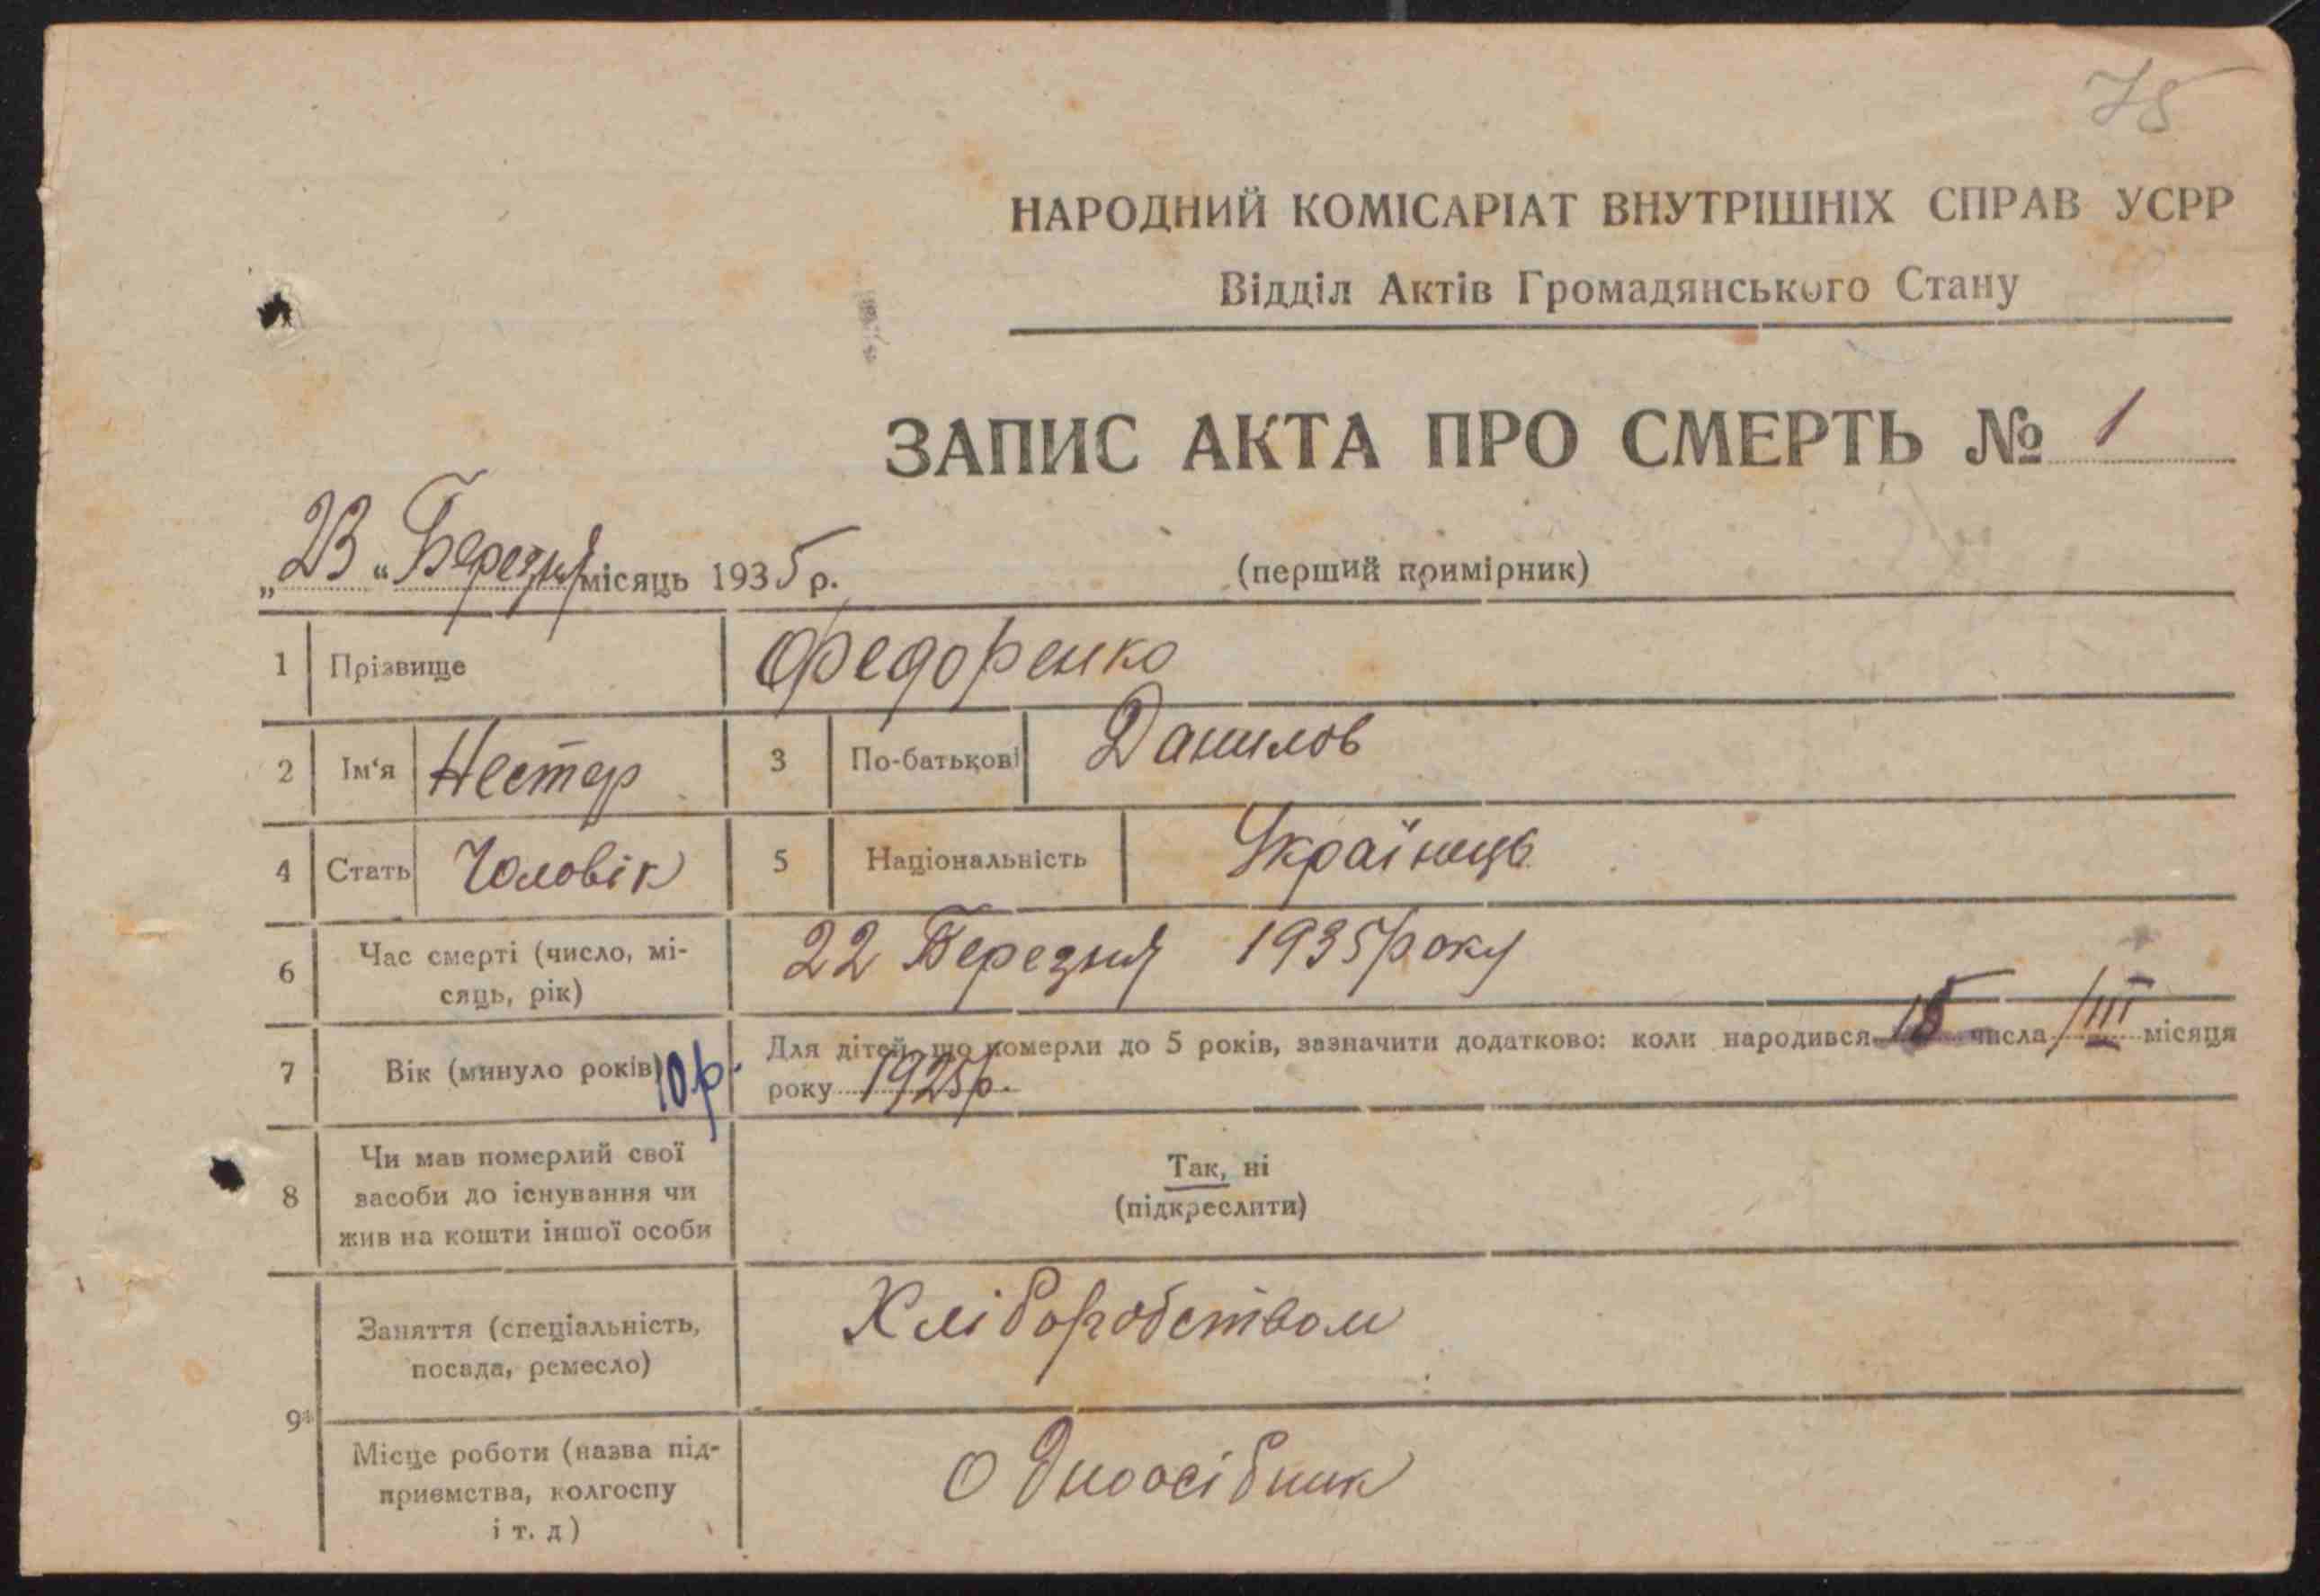 78
НАРОДНИЙ КОМІСАРІАТ ВНУТРІШНІХ СПРАВ УСРР
Відділ Актів Громадянського Стану
ЗАПИС АКТА ПРО СМЕРТЬ № 1
„23“ Березня місяць 1935 р. (перший примірник)
1 Прізвище Федоренко
2 Ім'я Нестер 3 По-батькові Данилов
4 Стать Чоловік 5 Національність Українець
6 Час смерті (число, мі-
сяць, рік) 22 Березня 1935 року
7 Вік (минуло років) 10 р. Для дітей, що померли до 5 років, зазначити додатково: коли народився 15 числа /III місяця
року 1925 р.
8 Чи мав померлий свої
засоби до існування чи
жив на кошти іншої особи
Так, ні
(підкреслити)
9 Заняття (спеціальність,
посада, ремесло) Хліборобством
Місце роботи (назва під-
приємства, колгоспу
і т. д) Одноосібник